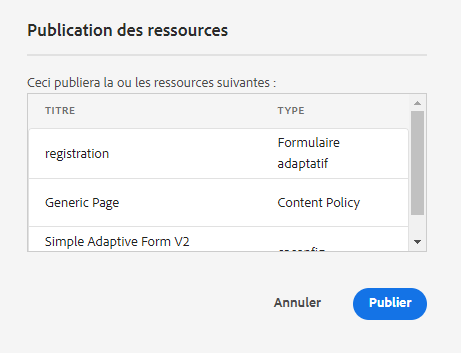 Publication des ressources
Ceci publiera la ou les ressources suivantes :
TITRE TYPE
registration Formulaire
adaptatif
Generic Page Content Policy
Simple Adaptive Form V2
Annuler Publier